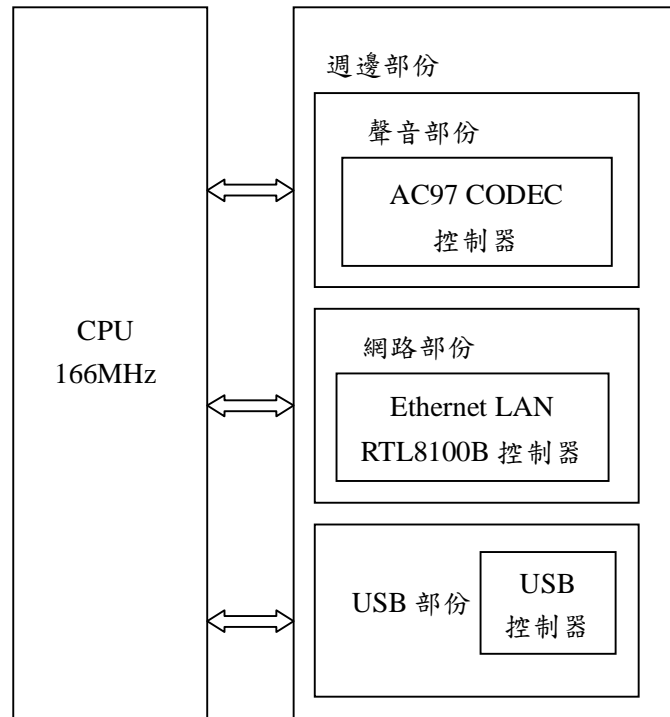 CPU
166MHz
週邊部份
聲音部份
AC97 CODEC
控制器
網路部份
Ethernet LAN
RTL8100B 控制器
USB 部份
USB
控制器